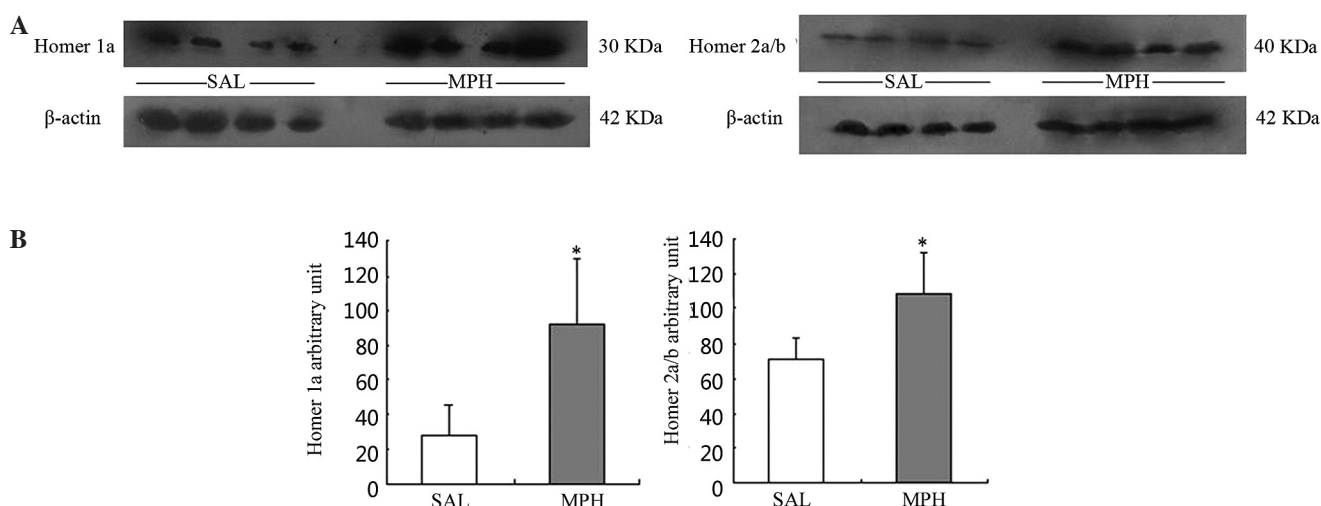 A
Homer 1a
30 KDa
SAL
MPH
β-actin
42 KDa
Homer 2a/b
40 KDa
SAL
MPH
β-actin
42 KDa
B
Homer 1a arbitrary unit
140
120
100
80
60
40
20
0
*
SAL
MPH
Homer 2a/b arbitrary unit
140
120
100
80
60
40
20
0
*
SAL
MPH